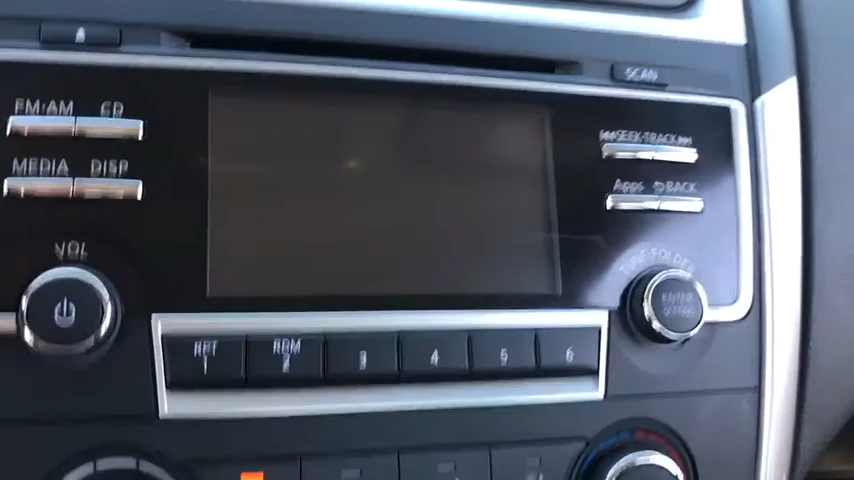 SCAN
FM·AM CD
SEEK·TRACK
MEDIA DISP
Apps BACK
VOL
TUNE·FOLDER
ENTER
SETTING
RPT RDM
1 2 3 4 5 6